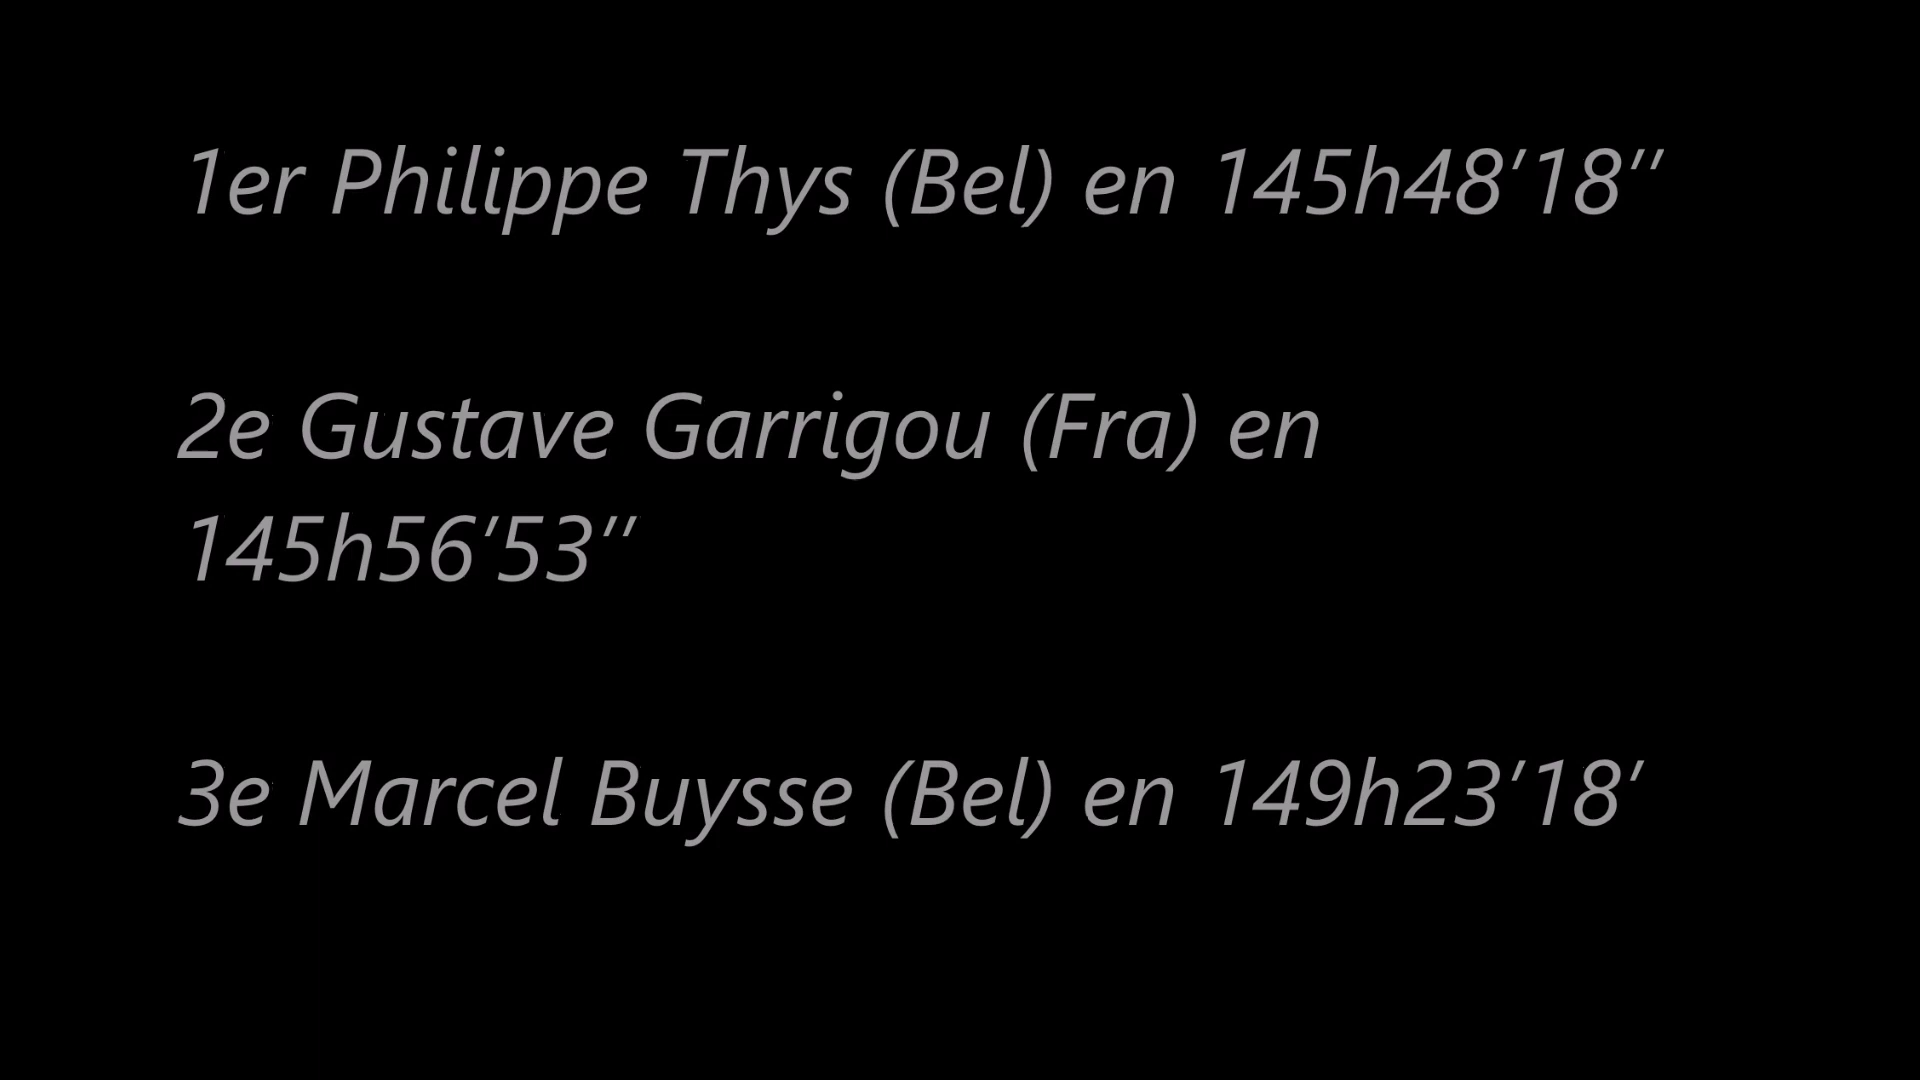 1er Philippe Thys (Bel) en 145h48’18’’
2e Gustave Garrigou (Fra) en
145h56’53’’
3e Marcel Buysse (Bel) en 149h23’18’